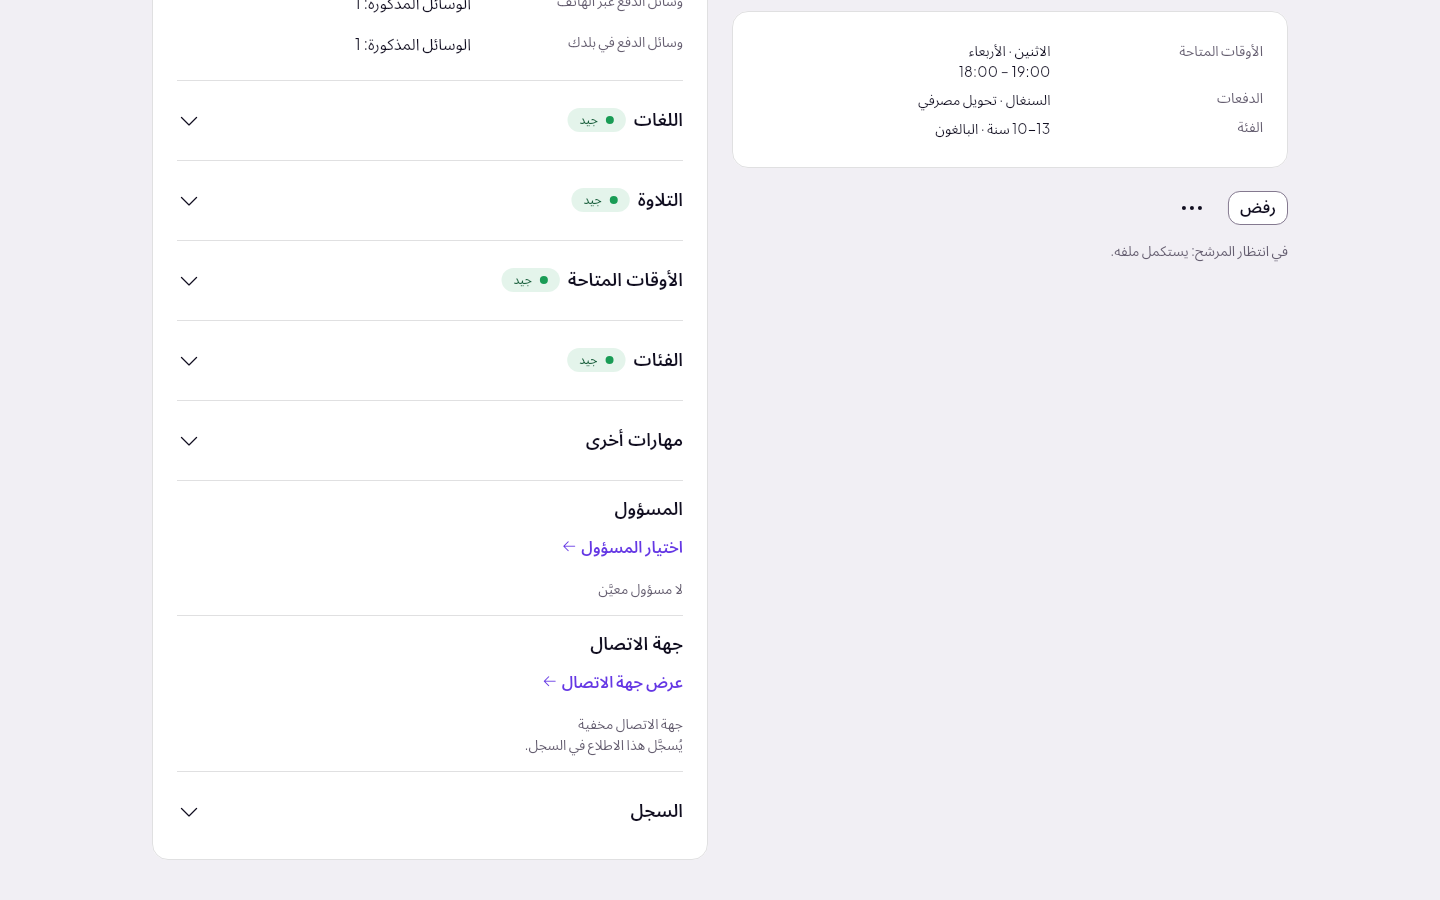 الأوقات المتاحة
الاثنين · الأربعاء
18:00 – 19:00
الدفعات
السنغال · تحويل مصرفي
الفئة
10–13 سنة · البالغون
رفض
في انتظار المرشح: يستكمل ملفه.
وسائل الدفع عبر الهاتف
الوسائل المذكورة: 1
وسائل الدفع في بلدك
الوسائل المذكورة: 1
اللغات
جيد
التلاوة
جيد
الأوقات المتاحة
جيد
الفئات
جيد
مهارات أخرى
المسؤول
اختيار المسؤول ←
لا مسؤول معيَّن
جهة الاتصال
عرض جهة الاتصال ←
جهة الاتصال مخفية
يُسجَّل هذا الاطلاع في السجل.
السجل